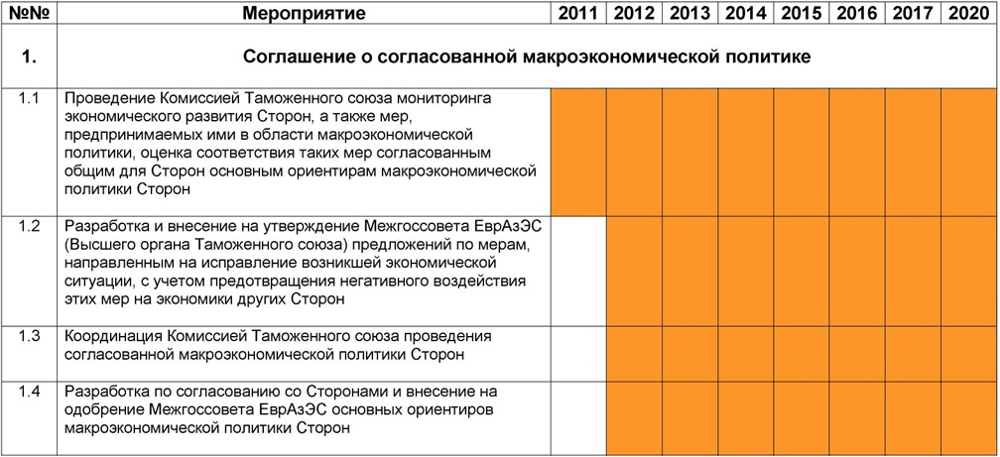 №№ Мероприятие 2011 2012 2013 2014 2015 2016 2017 2020
1. Соглашение о согласованной макроэкономической политике
1.1 Проведение Комиссией Таможенного союза мониторинга
экономического развития Сторон, а также мер,
предпринимаемых ими в области макроэкономической
политики, оценка соответствия таких мер согласованным
общим для Сторон основным ориентирам макроэкономической
политики Сторон
1.2 Разработка и внесение на утверждение Межгоссовета ЕврАзЭС
(Высшего органа Таможенного союза) предложений по мерам,
направленным на исправление возникшей экономической
ситуации, с учетом предотвращения негативного воздействия
этих мер на экономики других Сторон
1.3 Координация Комиссией Таможенного союза проведения
согласованной макроэкономической политики Сторон
1.4 Разработка по согласованию со Сторонами и внесение на
одобрение Межгоссовета ЕврАзЭС основных ориентиров
макроэкономической политики Сторон